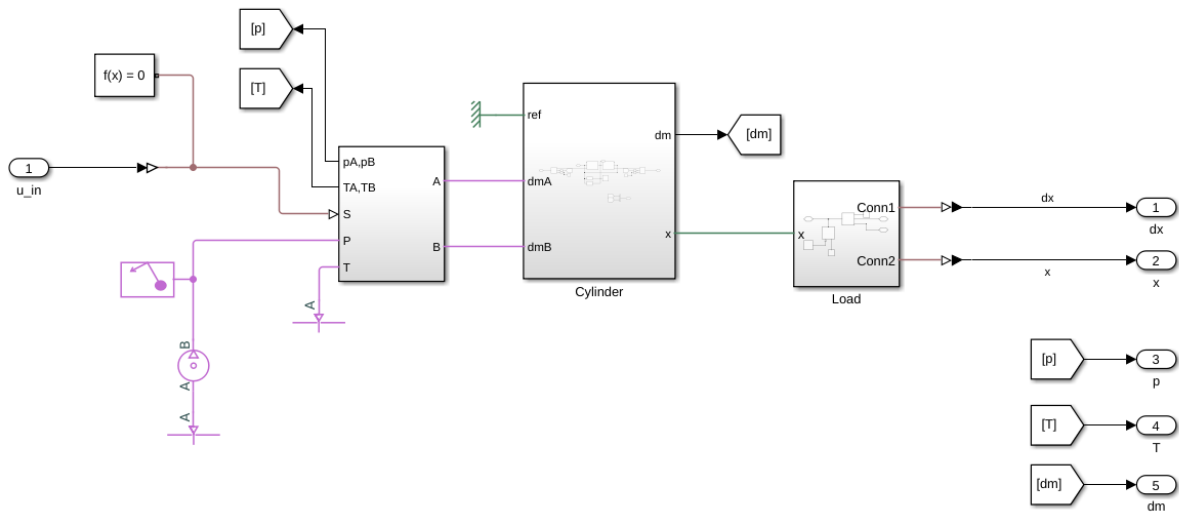 [p]
f(x) = 0
[T]
1
u_in
pA,pB
TA,TB
S
P
T
A
B
A
B
A
A
ref
dmA
dmB
dm
x
Cylinder
[dm]
x
Conn1
Conn2
Load
dx
1
dx
x
2
x
[p]
3
p
[T]
4
T
[dm]
5
dm